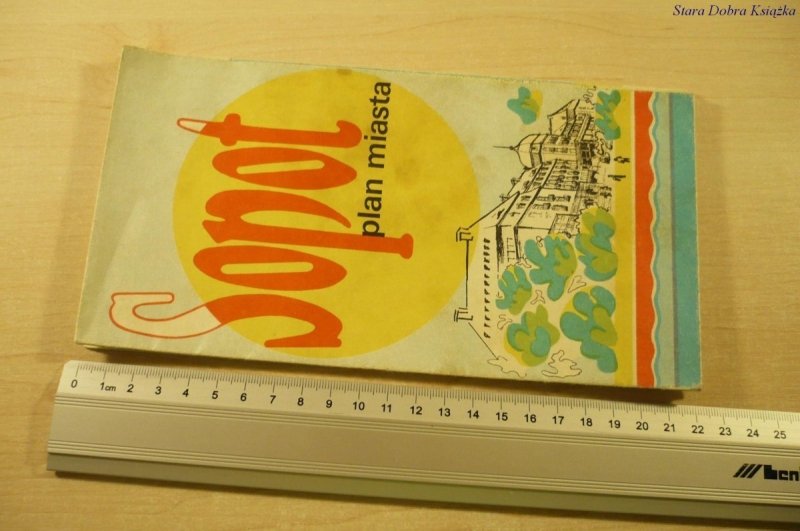 Stara Dobra Książka
Sopot
plan miasta
0 1cm 2 3 4 5 6 7 8 9 10 11 12 13 14 15 16 17 18 19 20 21 22 23 24 25